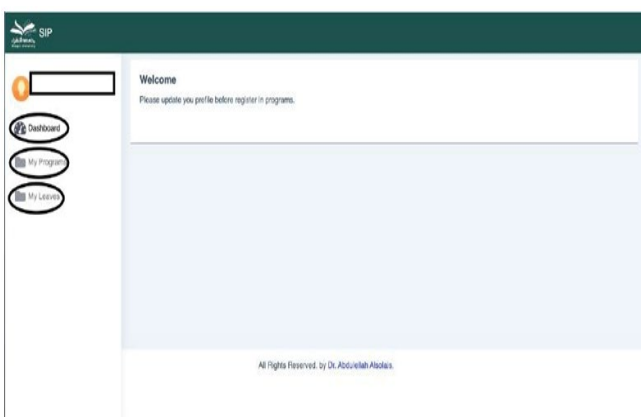 SIP
Welcome
Please update you profile before register in programs.
Dashboard
My Programs
My Leaves
All Rights Reserved. by Dr. Abdulellah Alsolais.